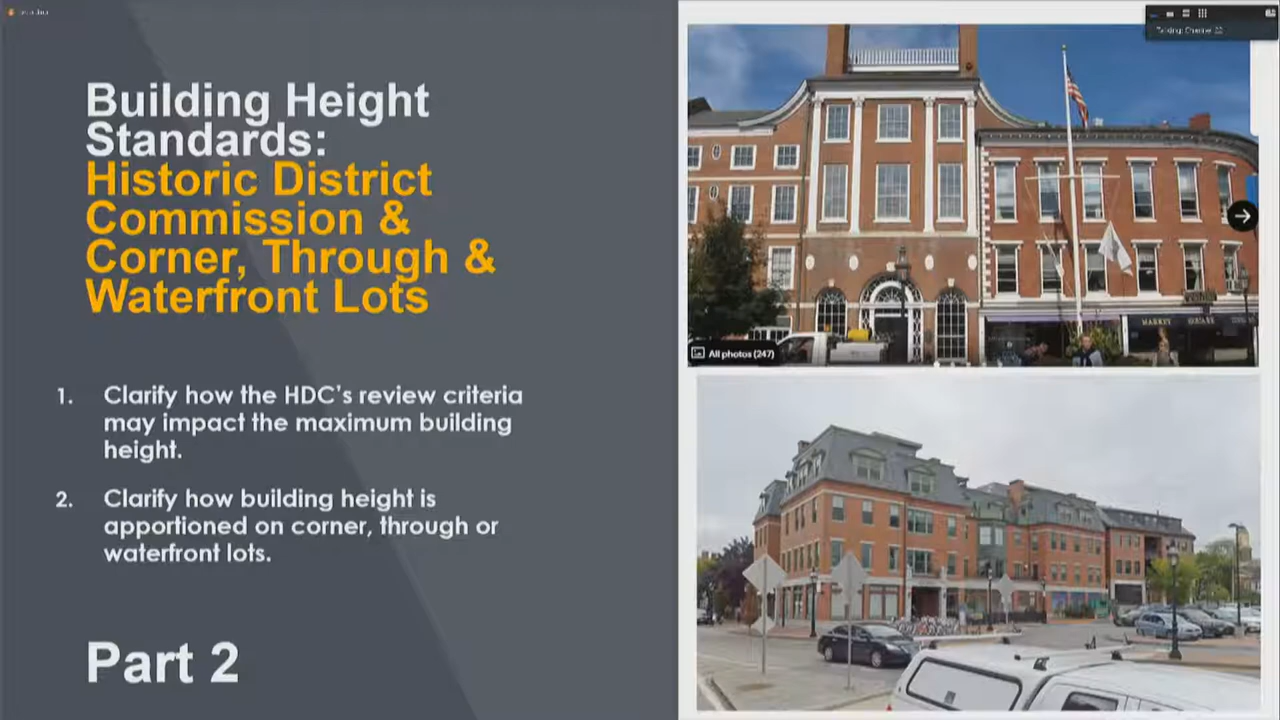 Building Height
Standards:
Historic District
Commission &
Corner, Through &
Waterfront Lots
1. Clarify how the HDC's review criteria
may impact the maximum building
height.
2. Clarify how building height is
apportioned on corner, through or
waterfront lots.
Part 2
All photos (247)
MARKET SQUARE
Talking: